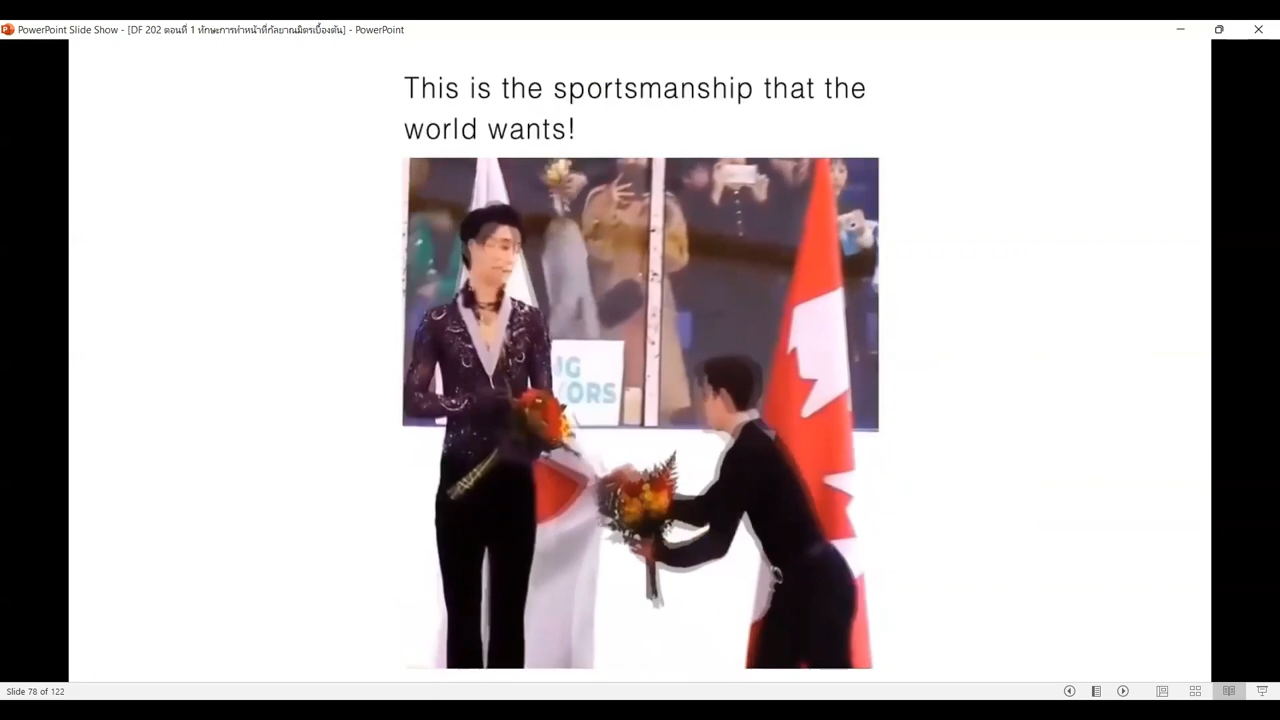 PowerPoint Slide Show - [DF 202 ตอนที่ 1 ทักษะการทำหน้าที่กัลยาณมิตรเบื้องต้น] - PowerPoint
This is the sportsmanship that the
world wants!
ORS
Slide 78 of 122